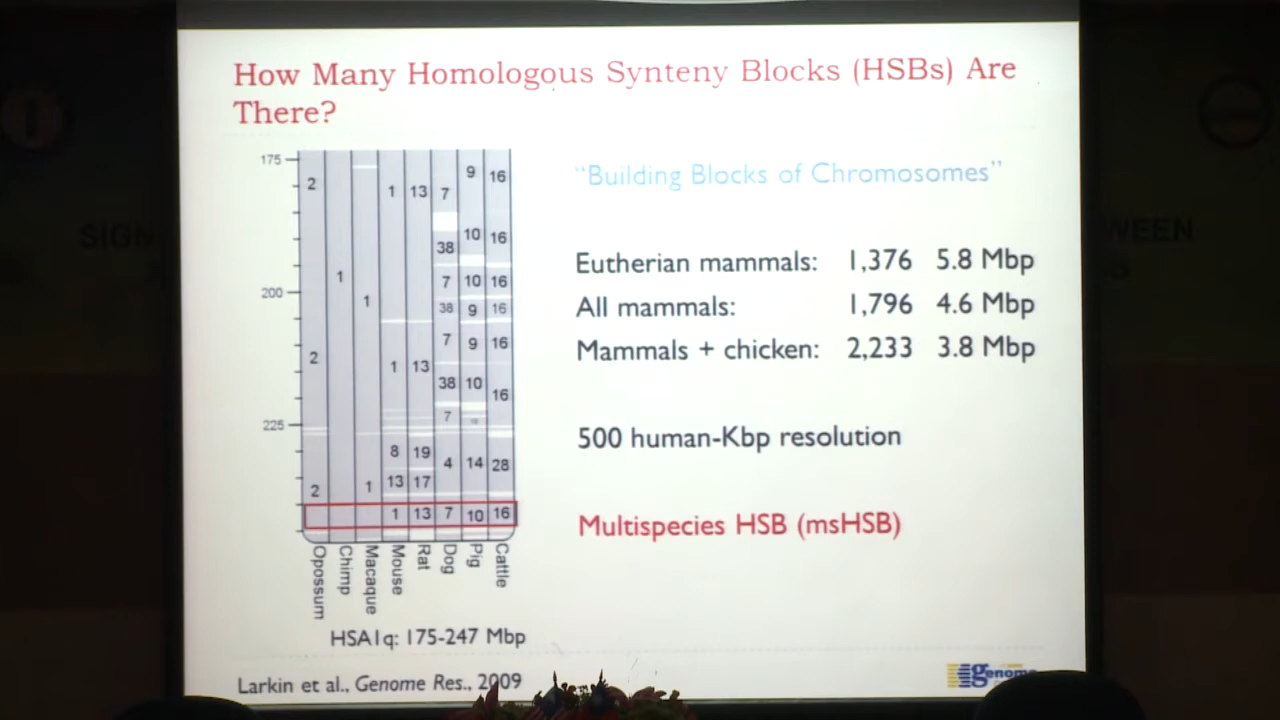 How Many Homologous Synteny Blocks (HSBs) Are
There?
"Building Blocks of Chromosomes"
Eutherian mammals: 1,376 5.8 Mbp
All mammals: 1,796 4.6 Mbp
Mammals + chicken: 2,233 3.8 Mbp
500 human-Kbp resolution
Multispecies HSB (msHSB)
175
200
225
2 1 13 7 9 16
38 10 16
1 7 10 16
1 38 9 16
2 1 13 7 9 16
38 10 16
7
8 19 4 14 28
2 1 13 17
1 13 7 10 16
Opossum Chimp Macaque Mouse Rat Dog Pig Cattle
HSA1q: 175-247 Mbp
Larkin et al., Genome Res., 2009
genome
SIGN
WEEN